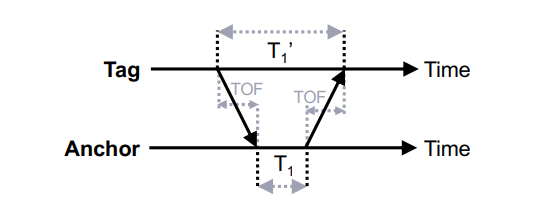 T₁’
Tag Time
TOF TOF
Anchor Time
T₁